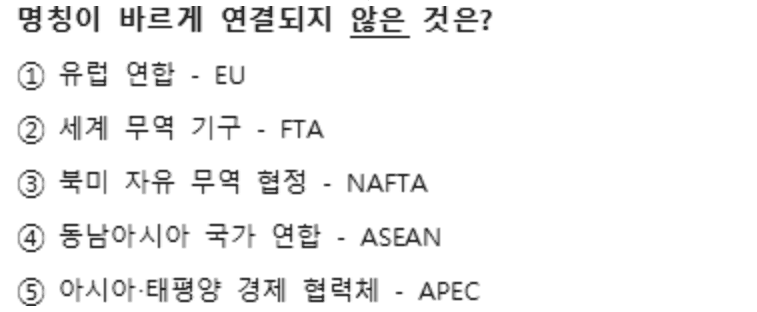 명칭이 바르게 연결되지 않은 것은?
① 유럽 연합 - EU
② 세계 무역 기구 - FTA
③ 북미 자유 무역 협정 - NAFTA
④ 동남아시아 국가 연합 - ASEAN
⑤ 아시아·태평양 경제 협력체 - APEC